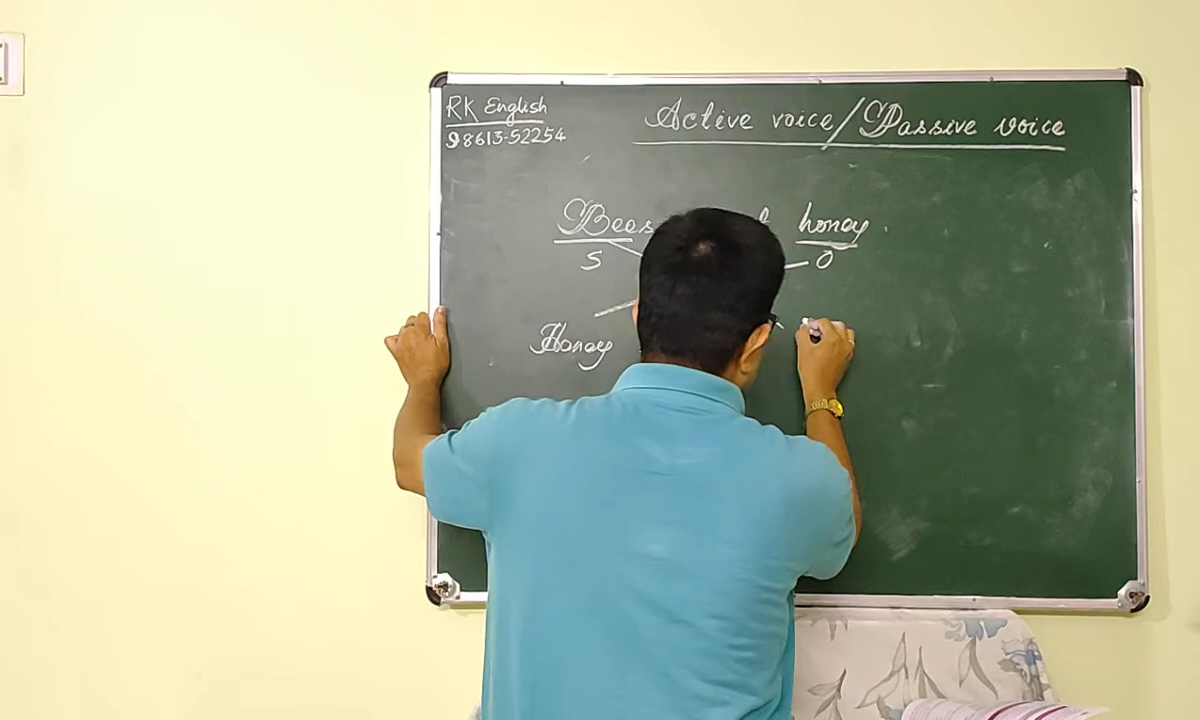 RK English
98613-52254
Active voice/Passive voice
Bees honey.
S O
Honey